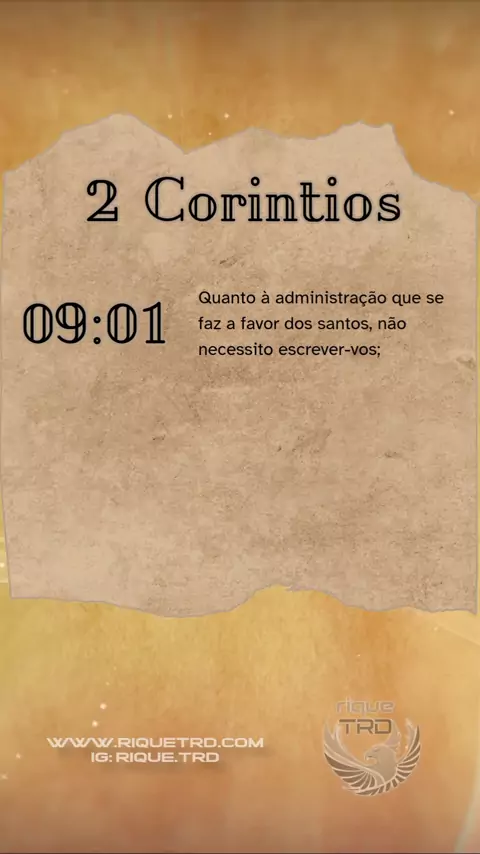 2 Corintios
09:01
Quanto à administração que se
faz a favor dos santos, não
necessito escrever-vos;
rique
TRD
WWW.RIQUETRD.COM
IG: RIQUE.TRD